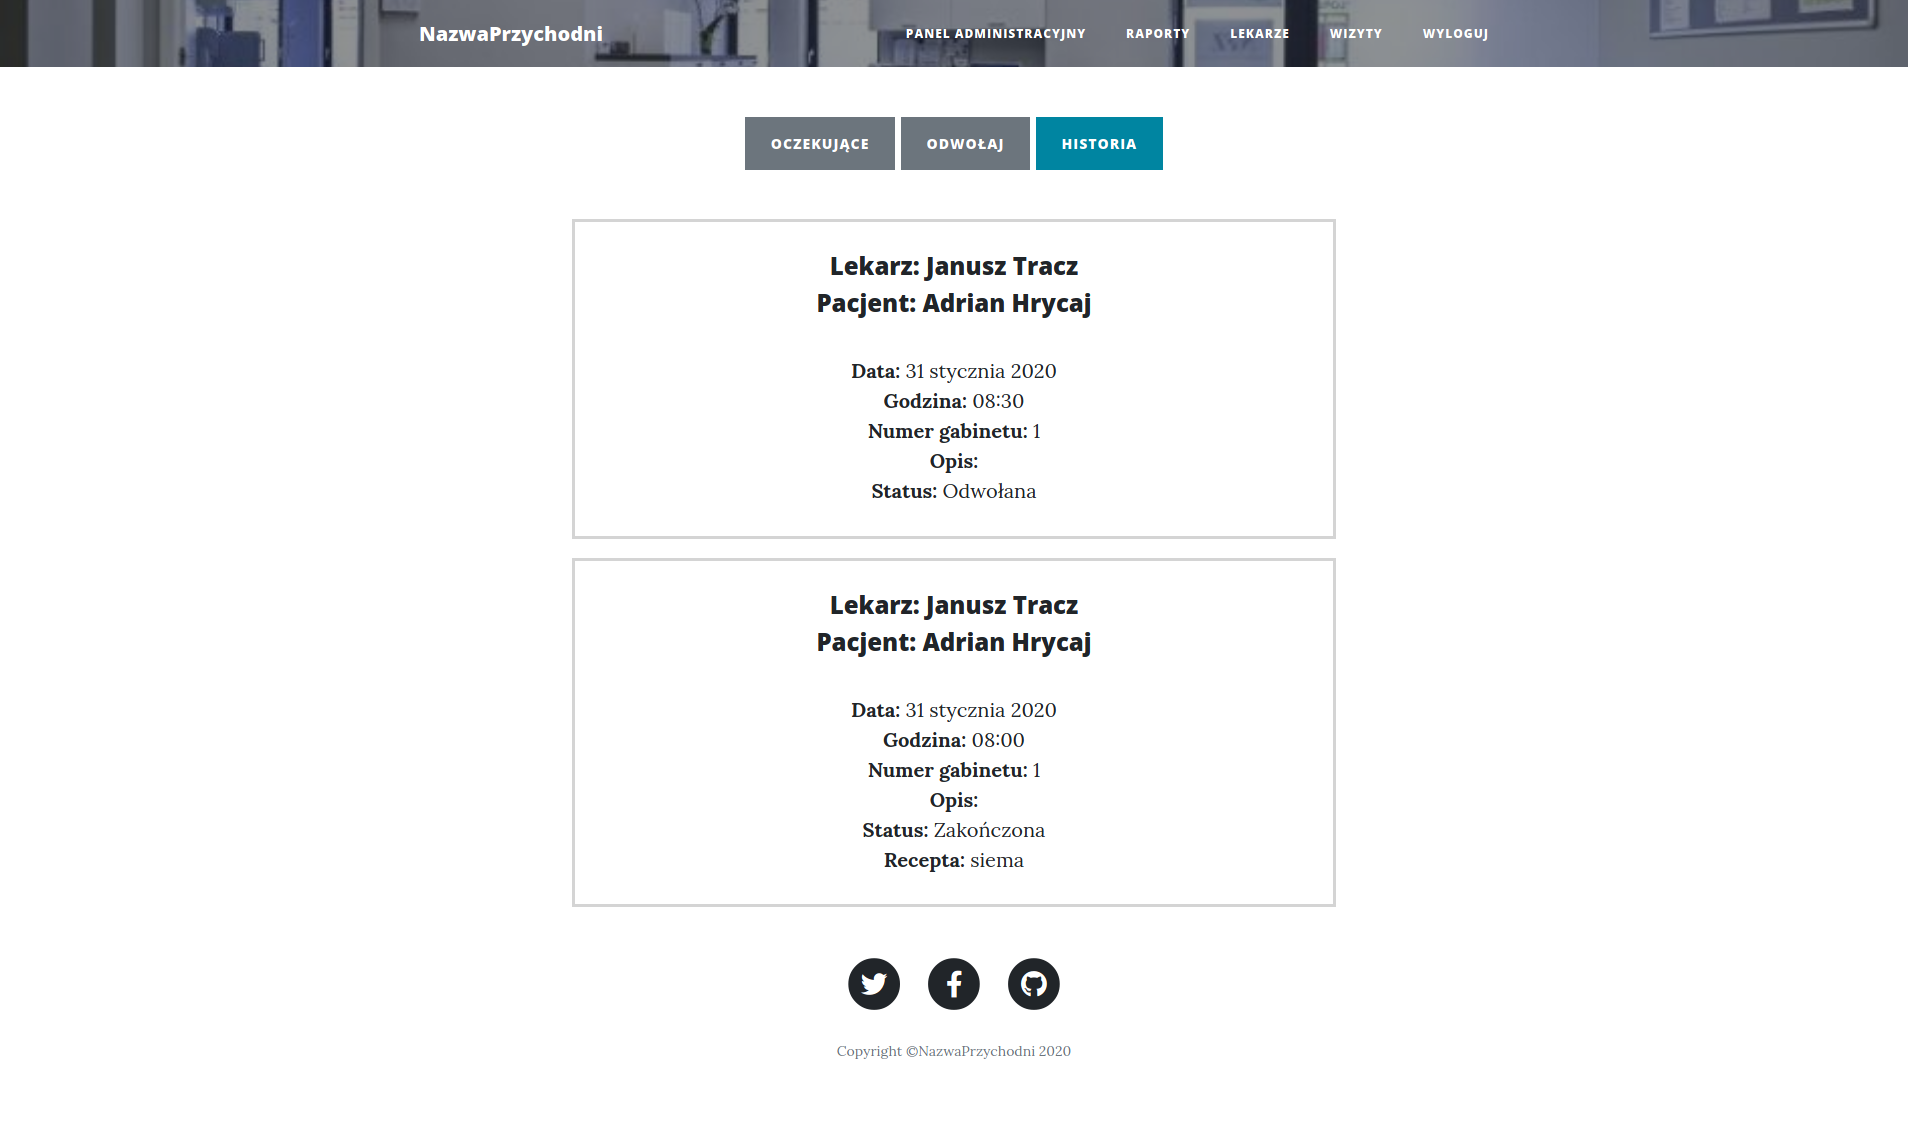 NazwaPrzychodni
PANEL ADMINISTRACYJNY RAPORTY LEKARZE WIZYTY WYLOGUJ
OCZEKUJĄCE ODWOŁAJ HISTORIA
Lekarz: Janusz Tracz
Pacjent: Adrian Hrycaj
Data: 31 stycznia 2020
Godzina: 08:30
Numer gabinetu: 1
Opis:
Status: Odwołana
Lekarz: Janusz Tracz
Pacjent: Adrian Hrycaj
Data: 31 stycznia 2020
Godzina: 08:00
Numer gabinetu: 1
Opis:
Status: Zakończona
Recepta: siema
Copyright ©NazwaPrzychodni 2020